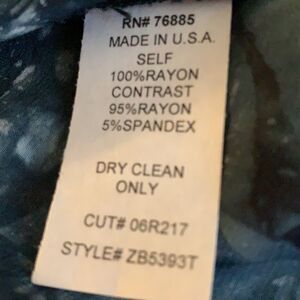 RN# 76885
MADE IN U.S.A.
SELF
100%RAYON
CONTRAST
95%RAYON
5%SPANDEX
DRY CLEAN
ONLY
CUT# 06R217
STYLE# ZB5393T